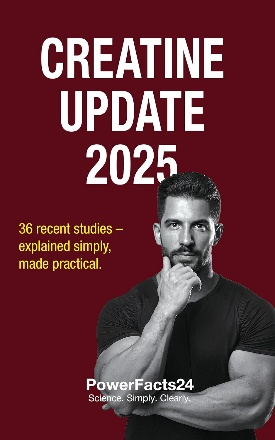 CREATINE
UPDATE
2025
36 recent studies –
explained simply,
made practical.
PowerFacts24
Science. Simply. Clearly.